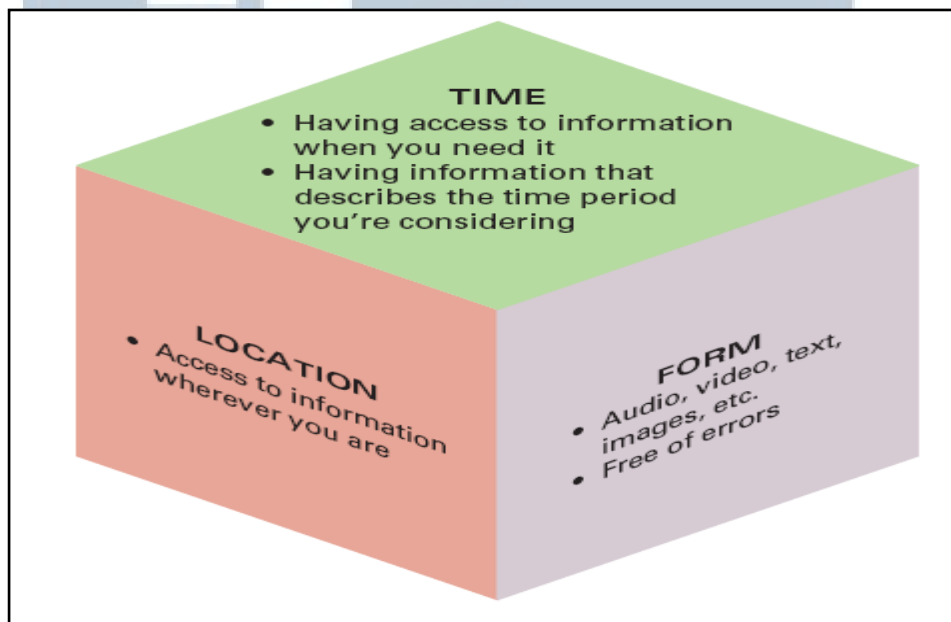 TIME
• Having access to information
when you need it
• Having information that
describes the time period
you're considering
LOCATION
• Access to information
wherever you are
FORM
• Audio, video, text,
images, etc.
• Free of errors